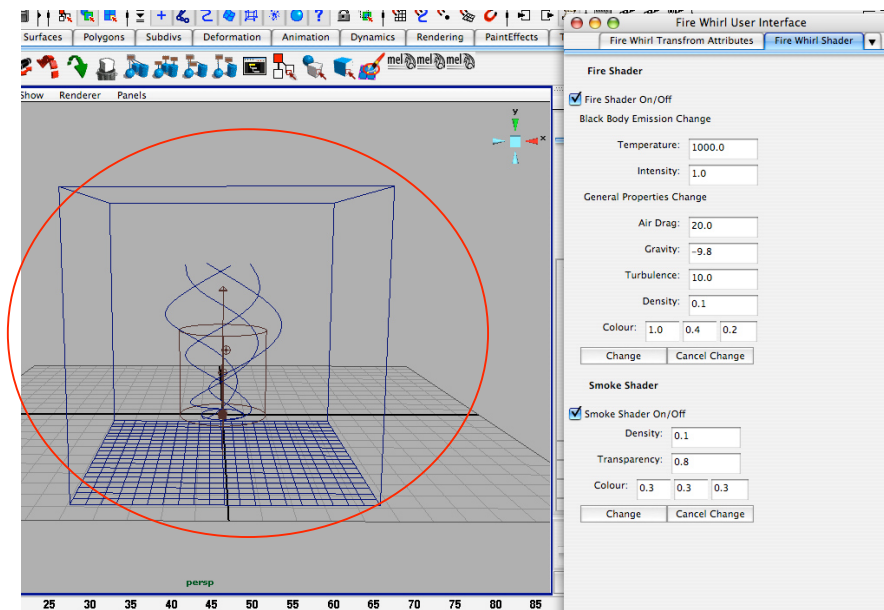 Surfaces Polygons Subdivs Deformation Animation Dynamics Rendering PaintEffects
mel mel mel
Show Renderer Panels
y
x
persp
25 30 35 40 45 50 55 60 65 70 75 80 85
Fire Whirl User Interface
Fire Whirl Transfrom Attributes Fire Whirl Shader
Fire Shader
Fire Shader On/Off
Black Body Emission Change
Temperature: 1000.0
Intensity: 1.0
General Properties Change
Air Drag: 20.0
Gravity: -9.8
Turbulence: 10.0
Density: 0.1
Colour: 1.0 0.4 0.2
Change Cancel Change
Smoke Shader
Smoke Shader On/Off
Density: 0.1
Transparency: 0.8
Colour: 0.3 0.3 0.3
Change Cancel Change